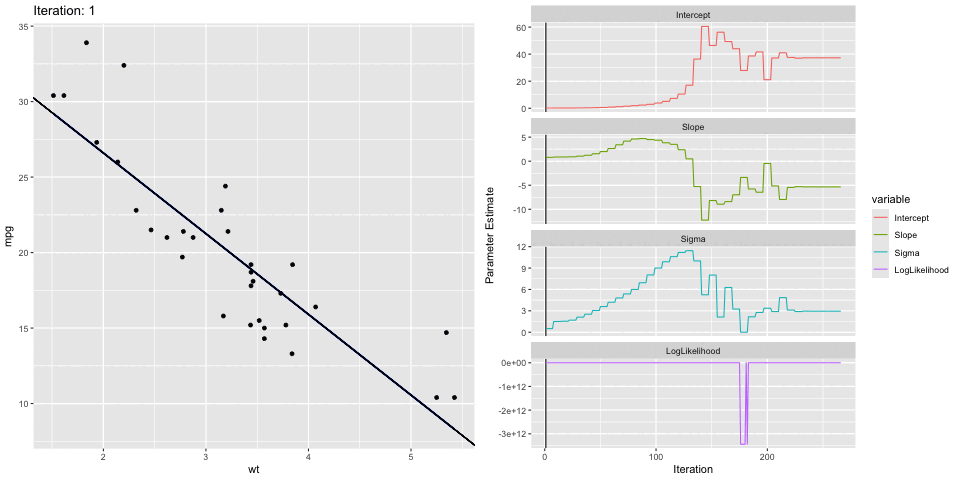 Iteration: 1
35
30
25
20
15
10
mpg
2
3
4
5
wt
Intercept
60
40
20
0
Slope
5
0
-5
-10
Sigma
12
9
6
3
0
LogLikelihood
0e+00
-1e+12
-2e+12
-3e+12
0
100
200
Iteration
Parameter Estimate
variable
Intercept
Slope
Sigma
LogLikelihood